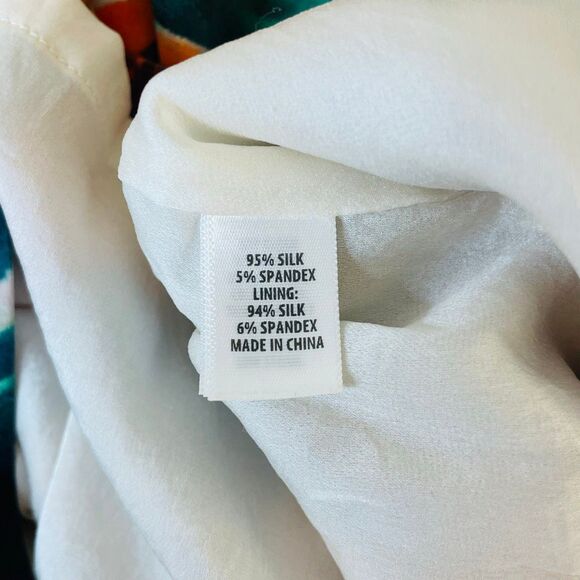 95% SILK
5% SPANDEX
LINING:
94% SILK
6% SPANDEX
MADE IN CHINA